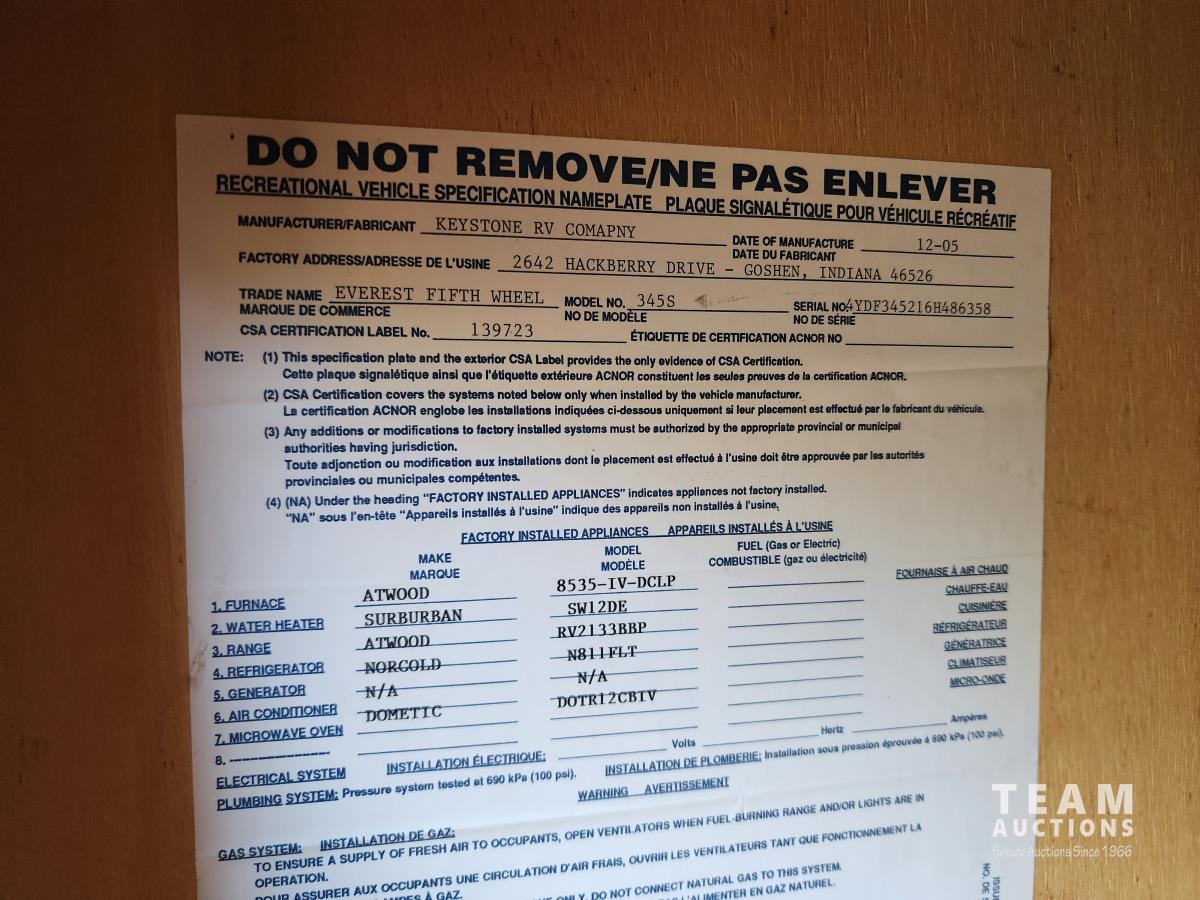 DO NOT REMOVE/NE PAS ENLEVER
RECREATIONAL VEHICLE SPECIFICATION NAMEPLATE PLAQUE SIGNALÉTIQUE POUR VÉHICULE RÉCRÉATIF
MANUFACTURER/FABRICANT KEYSTONE RV COMAPNY DATE OF MANUFACTURE 12-05
DATE DU FABRICANT
FACTORY ADDRESS/ADRESSE DE L'USINE 2642 HACKBERRY DRIVE - GOSHEN, INDIANA 46526
TRADE NAME EVEREST FIFTH WHEEL MODEL NO. 345S SERIAL NO. 4YDF345216H486358
MARQUE DE COMMERCE NO DE MODÈLE NO DE SÉRIE
CSA CERTIFICATION LABEL No. 139723 ÉTIQUETTE DE CERTIFICATION ACNOR NO
NOTE: (1) This specification plate and the exterior CSA Label provides the only evidence of CSA Certification.
Cette plaque signalétique ainsi que l'étiquette extérieure ACNOR constituent les seules preuves de la certification ACNOR.
(2) CSA Certification covers the systems noted below only when installed by the vehicle manufacturer.
La certification ACNOR englobe les installations indiquées ci-dessous uniquement si leur placement est effectué par le fabricant du véhicule.
(3) Any additions or modifications to factory installed systems must be authorized by the appropriate provincial or municipal
authorities having jurisdiction.
Toute adjonction ou modification aux installations dont le placement est effectué à l'usine doit être approuvée par les autorités
provinciales ou municipales compétentes.
(4) (NA) Under the heading "FACTORY INSTALLED APPLIANCES" indicates appliances not factory installed.
"NA" sous l'en-tête "Appareils installés à l'usine" indique des appareils non installés à l'usine.
FACTORY INSTALLED APPLIANCES APPAREILS INSTALLÉS À L'USINE
MAKE MODEL FUEL (Gas or Electric)
MARQUE MODÈLE COMBUSTIBLE (gaz ou électricité)
1. FURNACE ATWOOD 8535-IV-DCLP FOURNAISE À AIR CHAUD
2. WATER HEATER SURBURBAN SW12DE CHAUFFE-EAU
3. RANGE ATWOOD RV2133BBP CUISINIÈRE
4. REFRIGERATOR NORCOLD N811FLT RÉFRIGÉRATEUR
5. GENERATOR N/A N/A GÉNÉRATRICE
6. AIR CONDITIONER DOMETIC DOTR12CB1V CLIMATISEUR
7. MICROWAVE OVEN MICRO-ONDE
8.
ELECTRICAL SYSTEM INSTALLATION ÉLECTRIQUE: Volts Hertz Ampères
PLUMBING SYSTEM: Pressure system tested at 690 kPa (100 psi). INSTALLATION DE PLOMBERIE: Installation sous pression éprouvée à 690 kPa (100 psi).
WARNING AVERTISSEMENT
GAS SYSTEM: INSTALLATION DE GAZ:
TO ENSURE A SUPPLY OF FRESH AIR TO OCCUPANTS, OPEN VENTILATORS WHEN FUEL-BURNING RANGE AND/OR LIGHTS ARE IN
OPERATION.
POUR ASSURER AUX OCCUPANTS UNE CIRCULATION D'AIR FRAIS, OUVRIR LES VENTILATEURS TANT QUE FONCTIONNEMENT LA
À GAZ.
ONLY. DO NOT CONNECT NATURAL GAS TO THIS SYSTEM.
L'ALIMENTER EN GAZ NATUREL.
NO. DE
TEAM
AUCTIONS
Sekura Auctions Since 1966